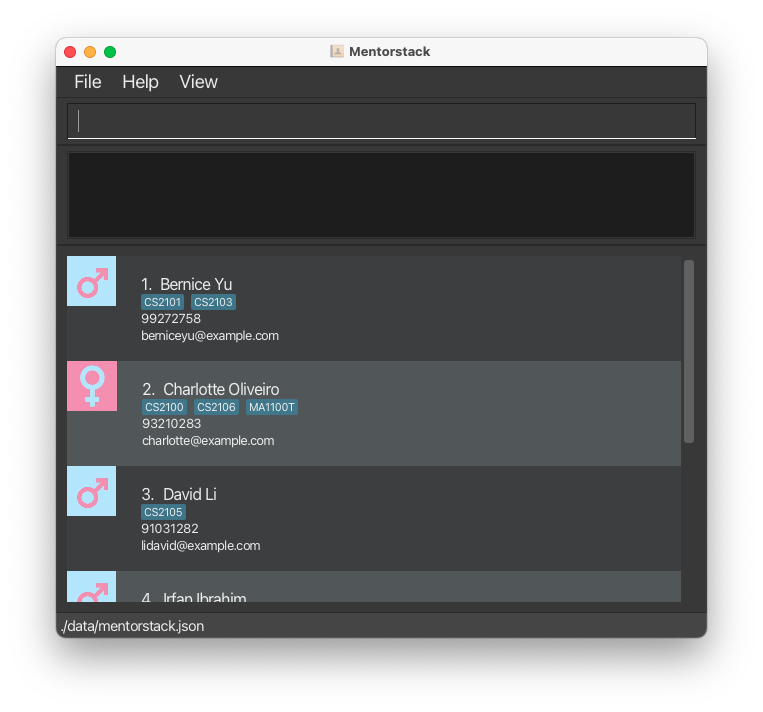 Mentorstack
File Help View
1. Bernice Yu
CS2101 CS2103
99272758
berniceyu@example.com
2. Charlotte Oliveiro
CS2100 CS2106 MA1100T
93210283
charlotte@example.com
3. David Li
CS2105
91031282
lidavid@example.com
4. Irfan Ibrahim
./data/mentorstack.json